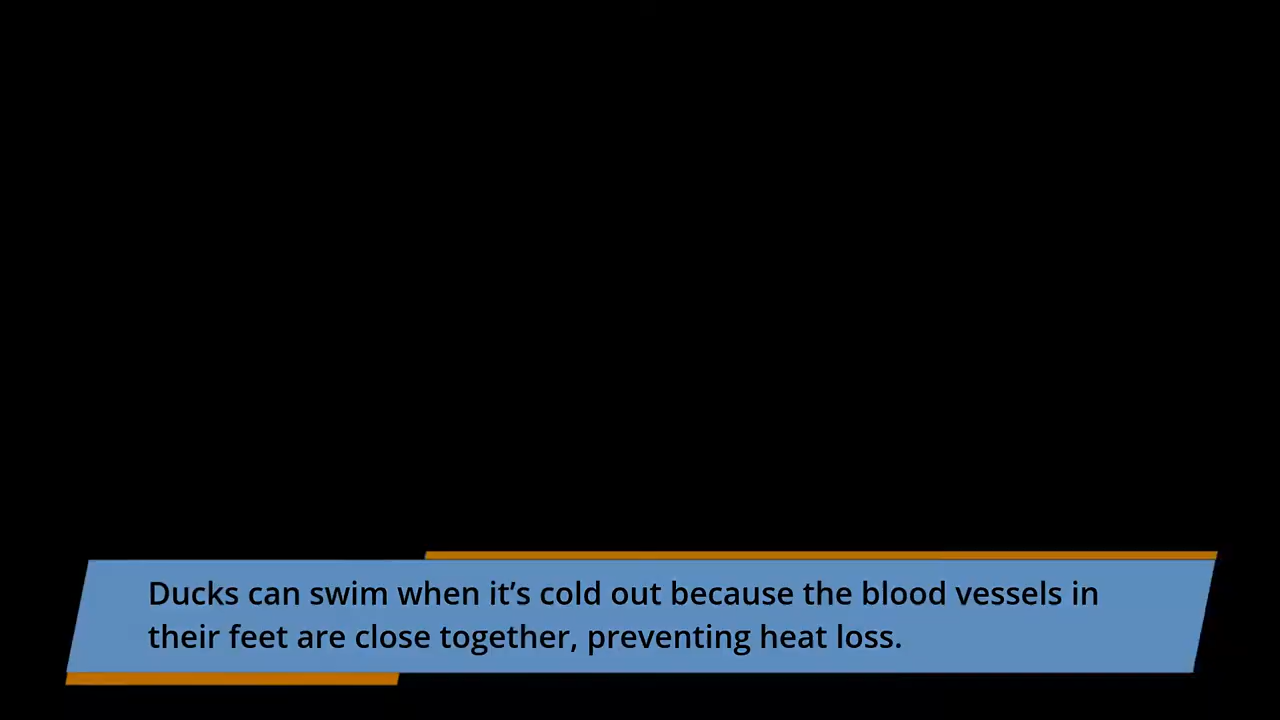 Ducks can swim when it’s cold out because the blood vessels in
their feet are close together, preventing heat loss.